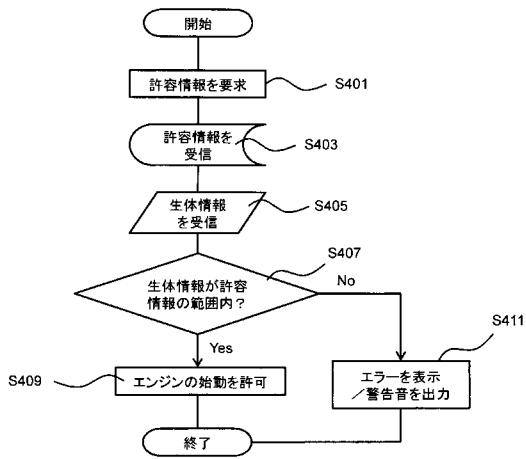 開始
許容情報を要求
S401
許容情報を
受信
S403
生体情報
を受信
S405
S407
生体情報が許容
情報の範囲内?
No
Yes
S411
S409
エンジンの始動を許可
エラーを表示
／警告音を出力
終了